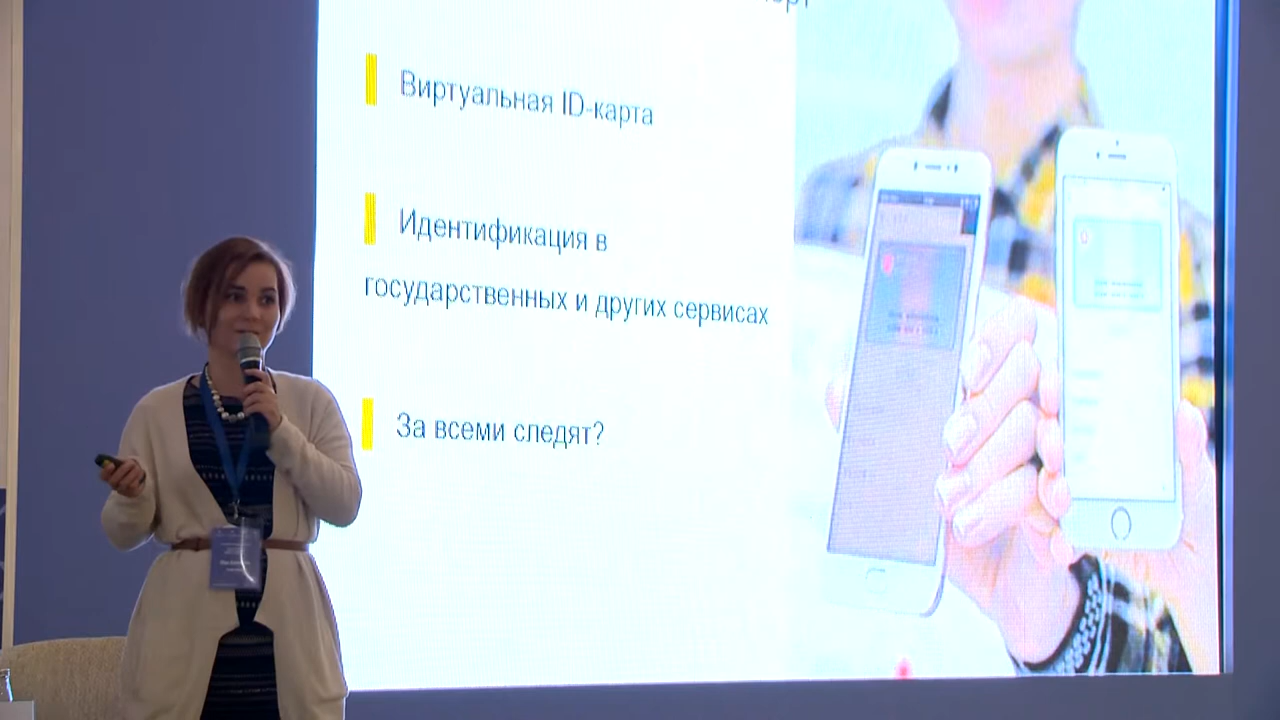 Виртуальная ID-карта
Идентификация в
государственных и других сервисах
За всеми следят?